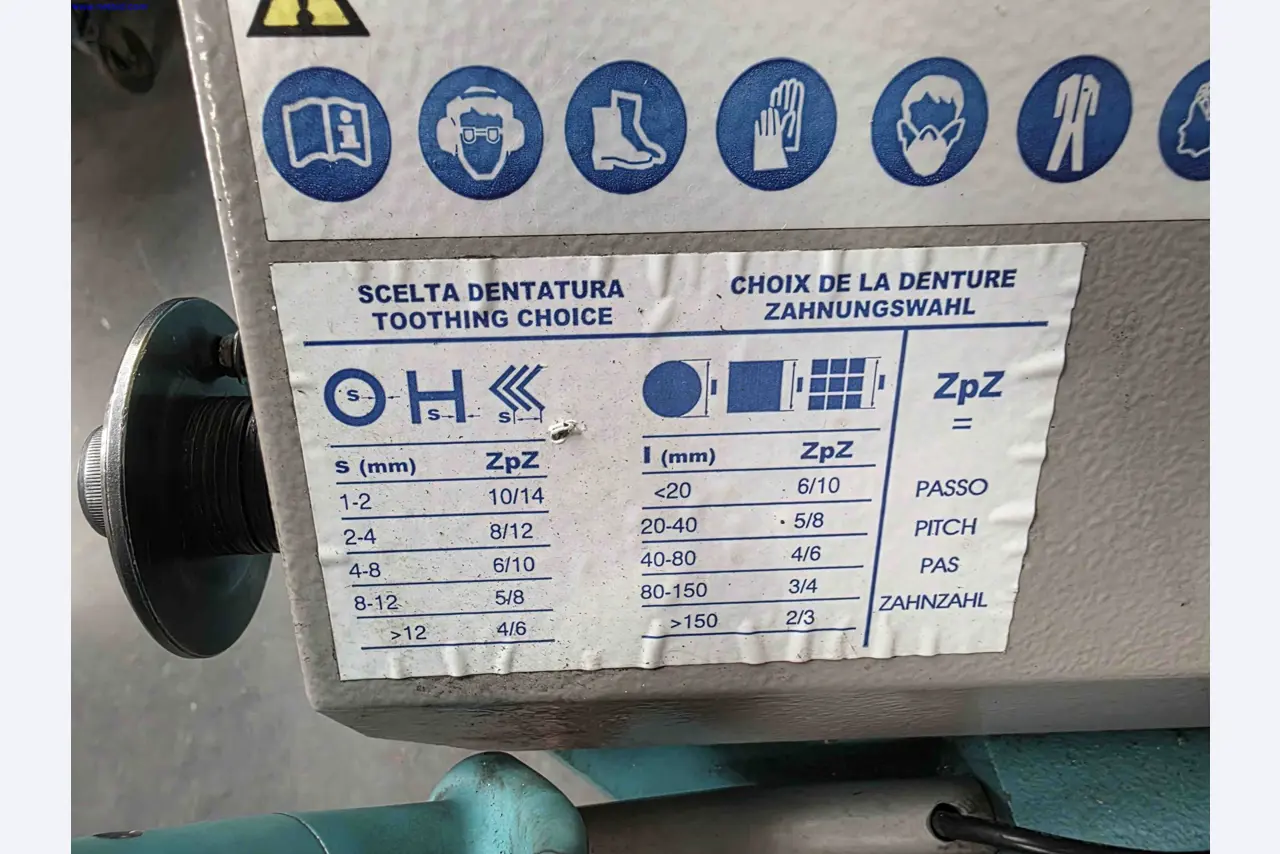 SCELTA DENTATURA
TOOTHING CHOICE
CHOIX DE LA DENTURE
ZAHNUNGSWAHL
s
s
s
s (mm) ZpZ
1-2 10/14
2-4 8/12
4-8 6/10
8-12 5/8
>12 4/6
l
l
l
l (mm) ZpZ
<20 6/10
20-40 5/8
40-80 4/6
80-150 3/4
>150 2/3
ZpZ
=
PASSO
PITCH
PAS
ZAHNZAHL